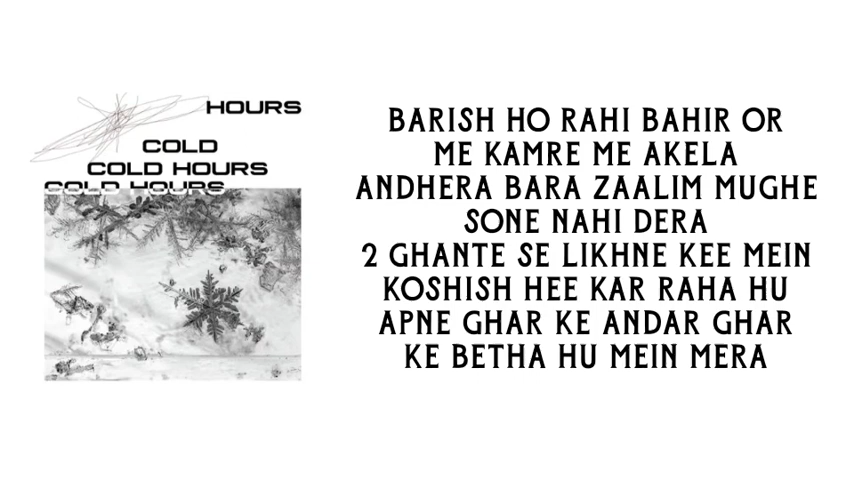 HOURS
COLD
COLD HOURS
COLD HOURS
BARISH HO RAHI BAHIR OR
ME KAMRE ME AKELA
ANDHERA BARA ZAALIM MUGHE
SONE NAHI DERA
2 GHANTE SE LIKHNE KEE MEIN
KOSHISH HEE KAR RAHA HU
APNE GHAR KE ANDAR GHAR
KE BETHA HU MEIN MERA